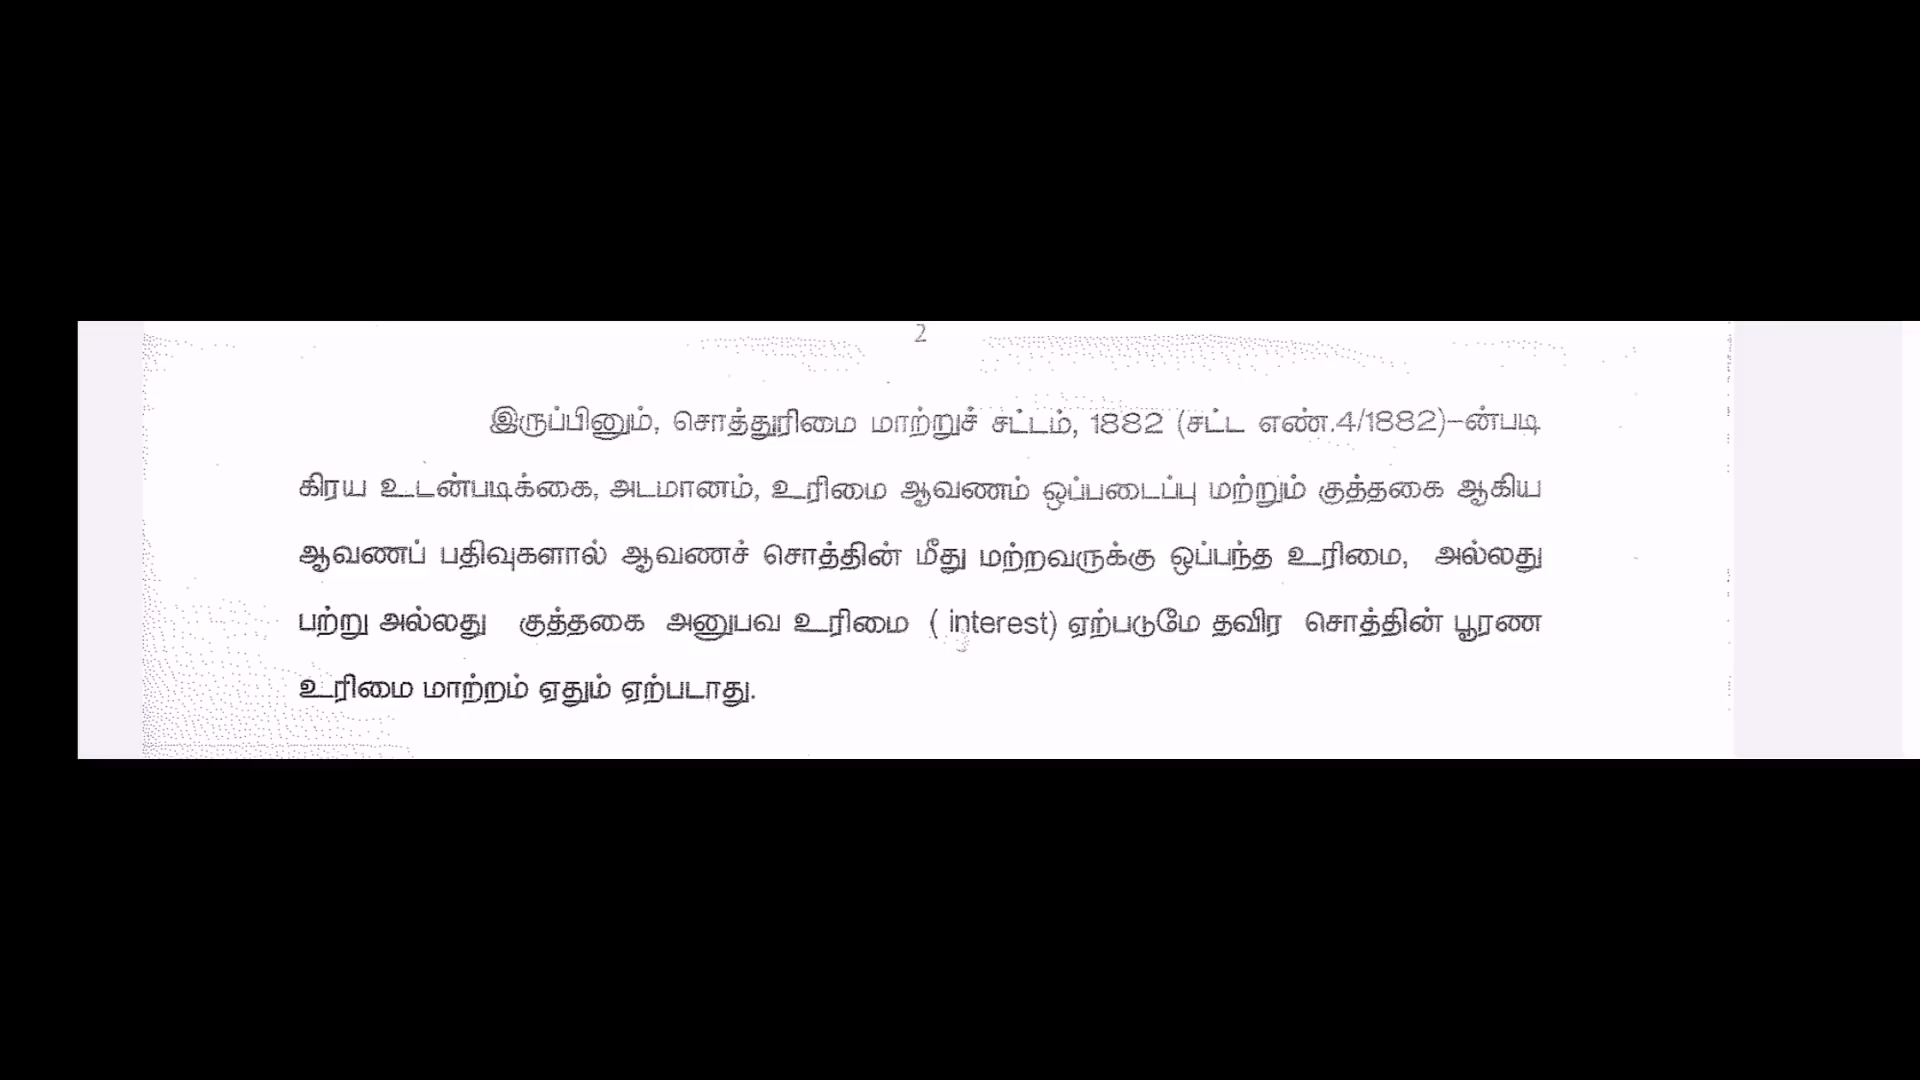 2
இருப்பினும், சொத்துரிமை மாற்றுச் சட்டம், 1882 (சட்ட எண்.4/1882)-ன்படி
கிரய உடன்படிக்கை, அடமானம், உரிமை ஆவணம் ஒப்படைப்பு மற்றும் குத்தகை ஆகிய
ஆவணப் பதிவுகளால் ஆவணச் சொத்தின் மீது மற்றவருக்கு ஒப்பந்த உரிமை, அல்லது
பற்று அல்லது குத்தகை அனுபவ உரிமை ( interest) ஏற்படுமே தவிர சொத்தின் பூரண
உரிமை மாற்றம் ஏதும் ஏற்படாது.